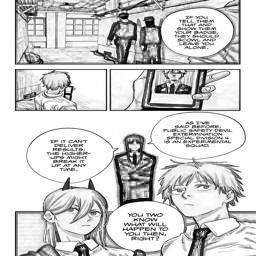 IF YOU
TELL THEM
THAT AND
SHOW THEM
YOUR BADGE,
THEY SHOULD
SCOWL AND
LEAVE YOU
ALONE.
AS I'VE
SAID BEFORE,
PUBLIC SAFETY DEVIL
EXTERMINATION
SPECIAL DIVISION 4
IS AN EXPERIMENTAL
SQUAD.
IF IT CAN'T
DELIVER
RESULTS,
THE HIGHER-
UPS MIGHT
BREAK IT
UP AT ANY
TIME.
YOU TWO
KNOW WHAT
WILL HAPPEN
TO YOU THEN,
RIGHT?